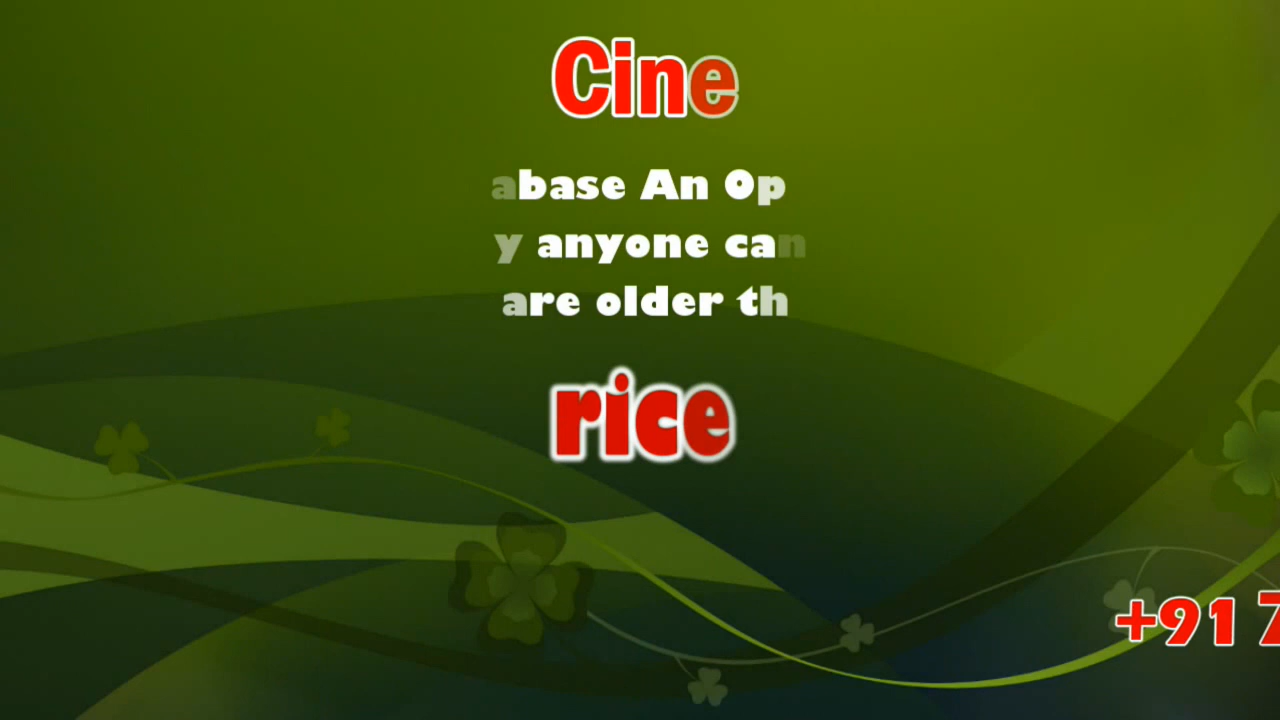 Cine
abase An Op
y anyone can
are older th
rice
+91 7